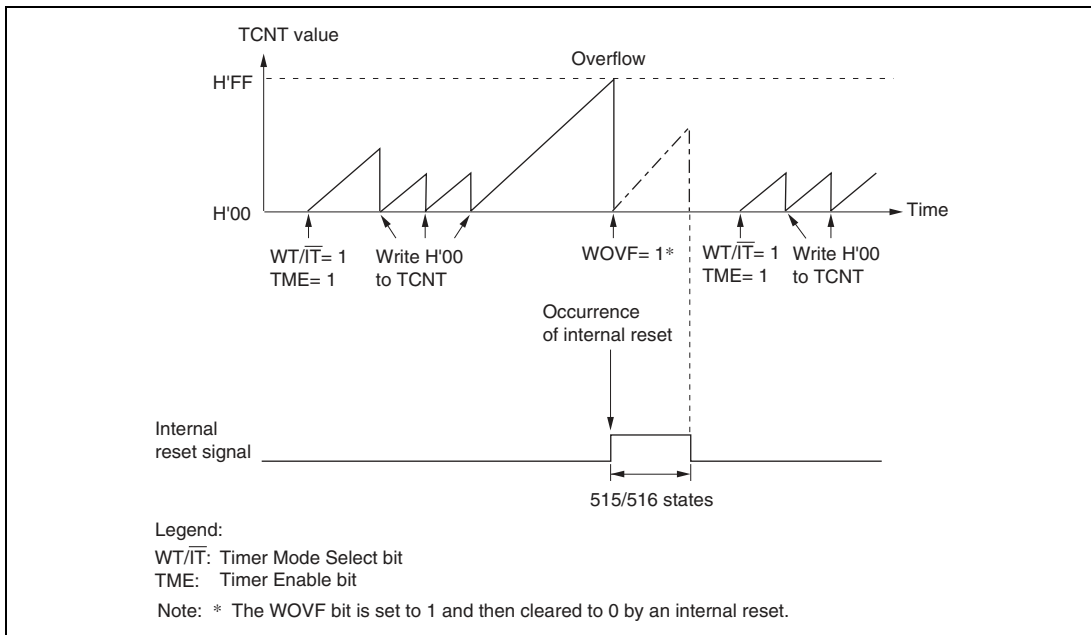 TCNT value
Overflow
H'FF
H'00
Time
WT/I̅T̅= 1
TME= 1
Write H'00
to TCNT
WOVF= 1*
WT/I̅T̅= 1
TME= 1
Write H'00
to TCNT
Occurrence
of internal reset
Internal
reset signal
515/516 states
Legend:
WT/I̅T̅: Timer Mode Select bit
TME: Timer Enable bit
Note: * The WOVF bit is set to 1 and then cleared to 0 by an internal reset.